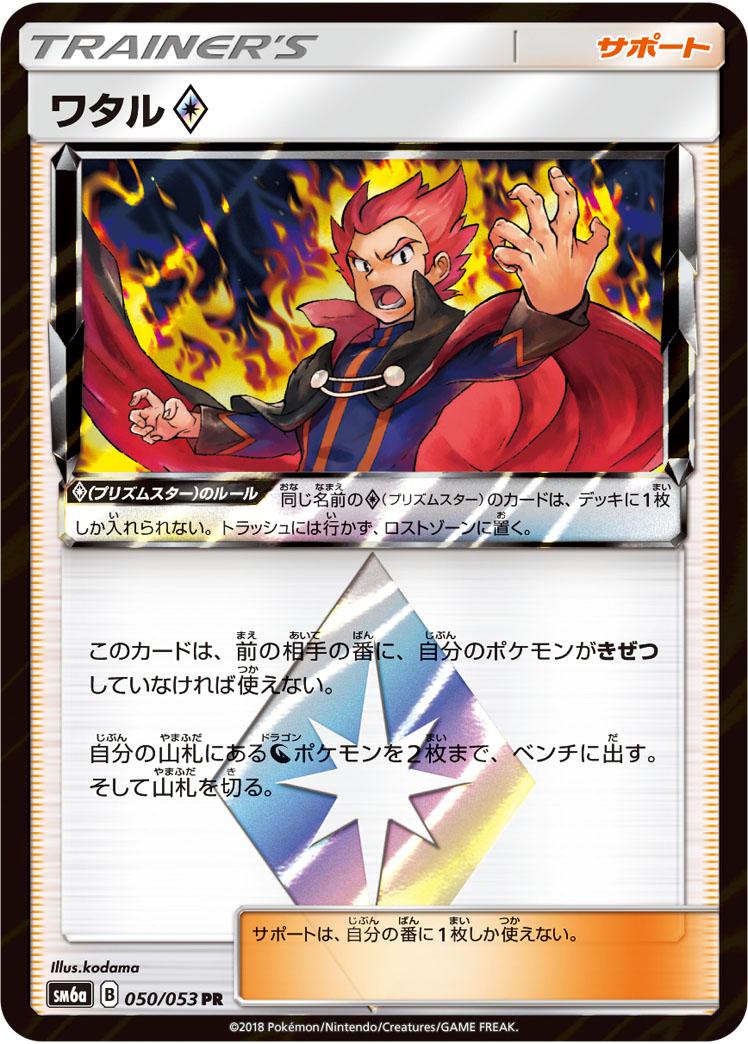 TRAINER'S サポート
ワタル◇
◇(プリズムスター)のルール 同じ名前の◇(プリズムスター)のカードは、デッキに1枚
しか入れられない。トラッシュには行かず、ロストゾーンに置く。
このカードは、前の相手の番に、自分のポケモンがきぜつ
していなければ使えない。
自分の山札にあるポケモンを2枚まで、ベンチに出す。
そして山札を切る。
サポートは、自分の番に1枚しか使えない。
Illus.kodama
SM6a B 050/053 PR
©2018 Pokémon/Nintendo/Creatures/GAME FREAK.